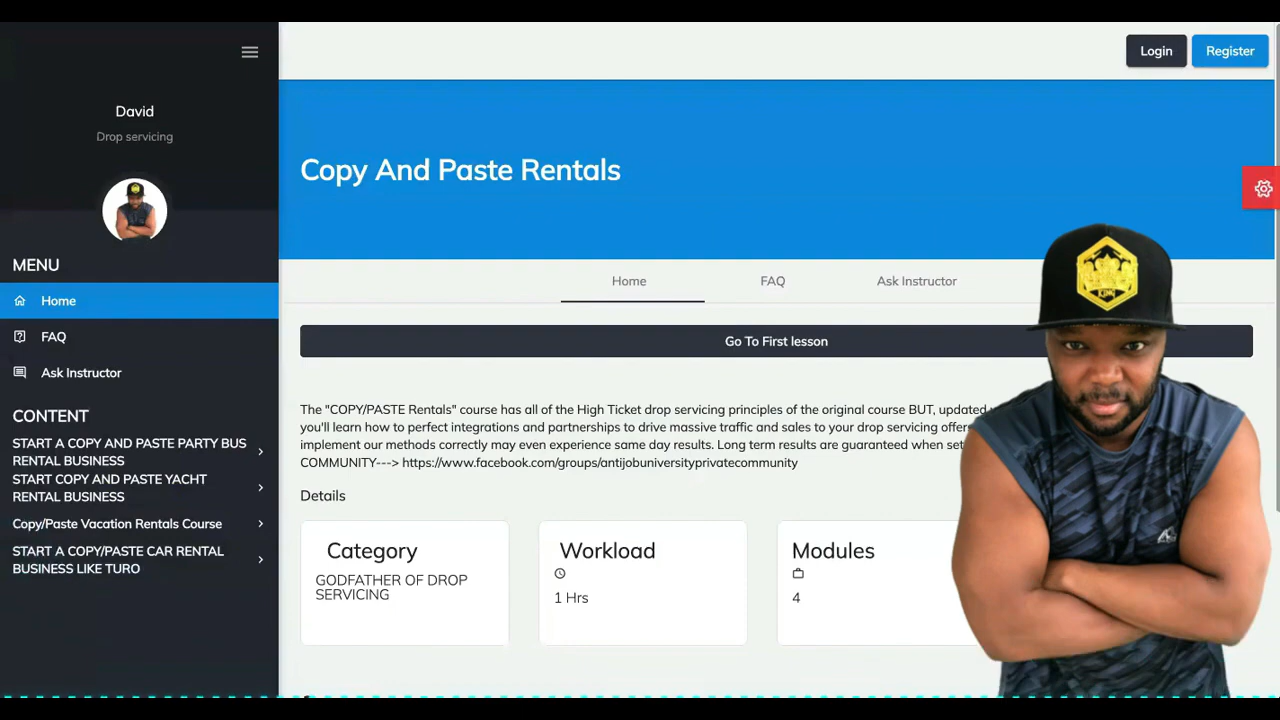 Login
Register
David
Drop servicing
Copy And Paste Rentals
MENU
Home
FAQ
Ask Instructor
CONTENT
START A COPY AND PASTE PARTY BUS
RENTAL BUSINESS
START COPY AND PASTE YACHT
RENTAL BUSINESS
Copy/Paste Vacation Rentals Course
START A COPY/PASTE CAR RENTAL
BUSINESS LIKE TURO
Home
FAQ
Ask Instructor
Go To First lesson
The "COPY/PASTE Rentals" course has all of the High Ticket drop servicing principles of the original course BUT, updated
you'll learn how to perfect integrations and partnerships to drive massive traffic and sales to your drop servicing offers
implement our methods correctly may even experience same day results. Long term results are guaranteed when set
COMMUNITY---> https://www.facebook.com/groups/antijobuniversityprivatecommunity
Details
Category
GODFATHER OF DROP
SERVICING
Workload
1 Hrs
Modules
4